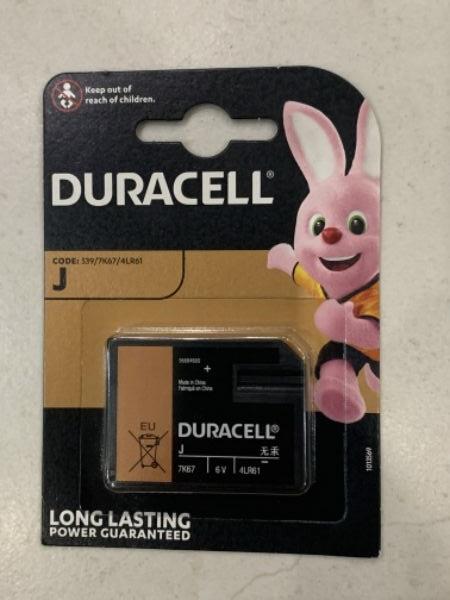 Keep out of
reach of children.
DURACELL®
CODE: 539/7K67/4LR61
J
+
Made in China
Fabriqué en Chine
EU
DURACELL®
J 无汞
-
7K67 | 6 V | 4LR61
1013569
LONG LASTING
POWER GUARANTEED